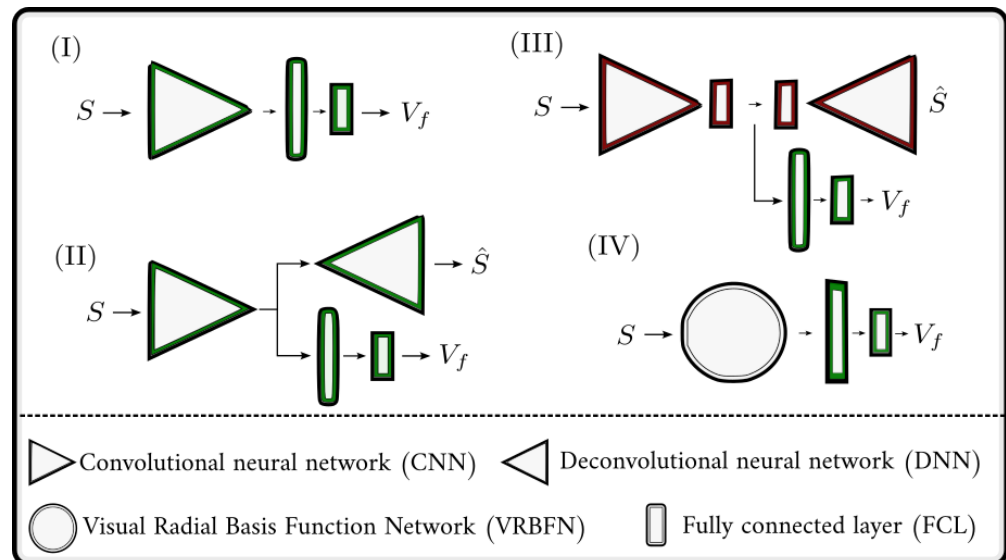 (I)
S → V_f
(II)
S → Ŝ
V_f
(III)
S → Ŝ
V_f
(IV)
S → V_f
Convolutional neural network (CNN)
Deconvolutional neural network (DNN)
Visual Radial Basis Function Network (VRBFN)
Fully connected layer (FCL)